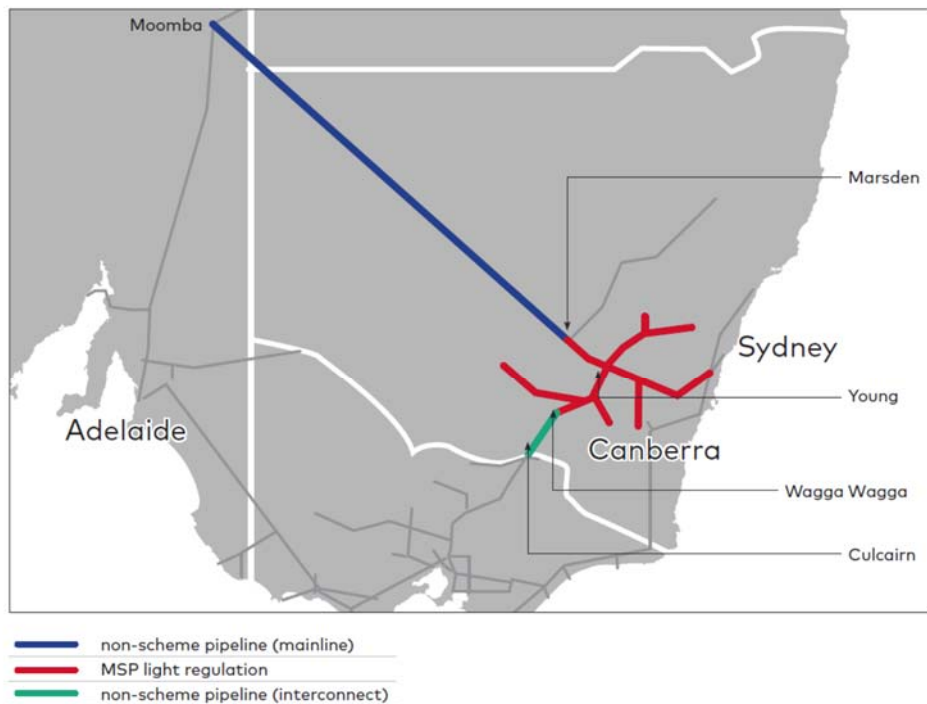 Moomba
Marsden
Sydney
Young
Adelaide
Canberra
Wagga Wagga
Culcairn
non-scheme pipeline (mainline)
MSP light regulation
non-scheme pipeline (interconnect)